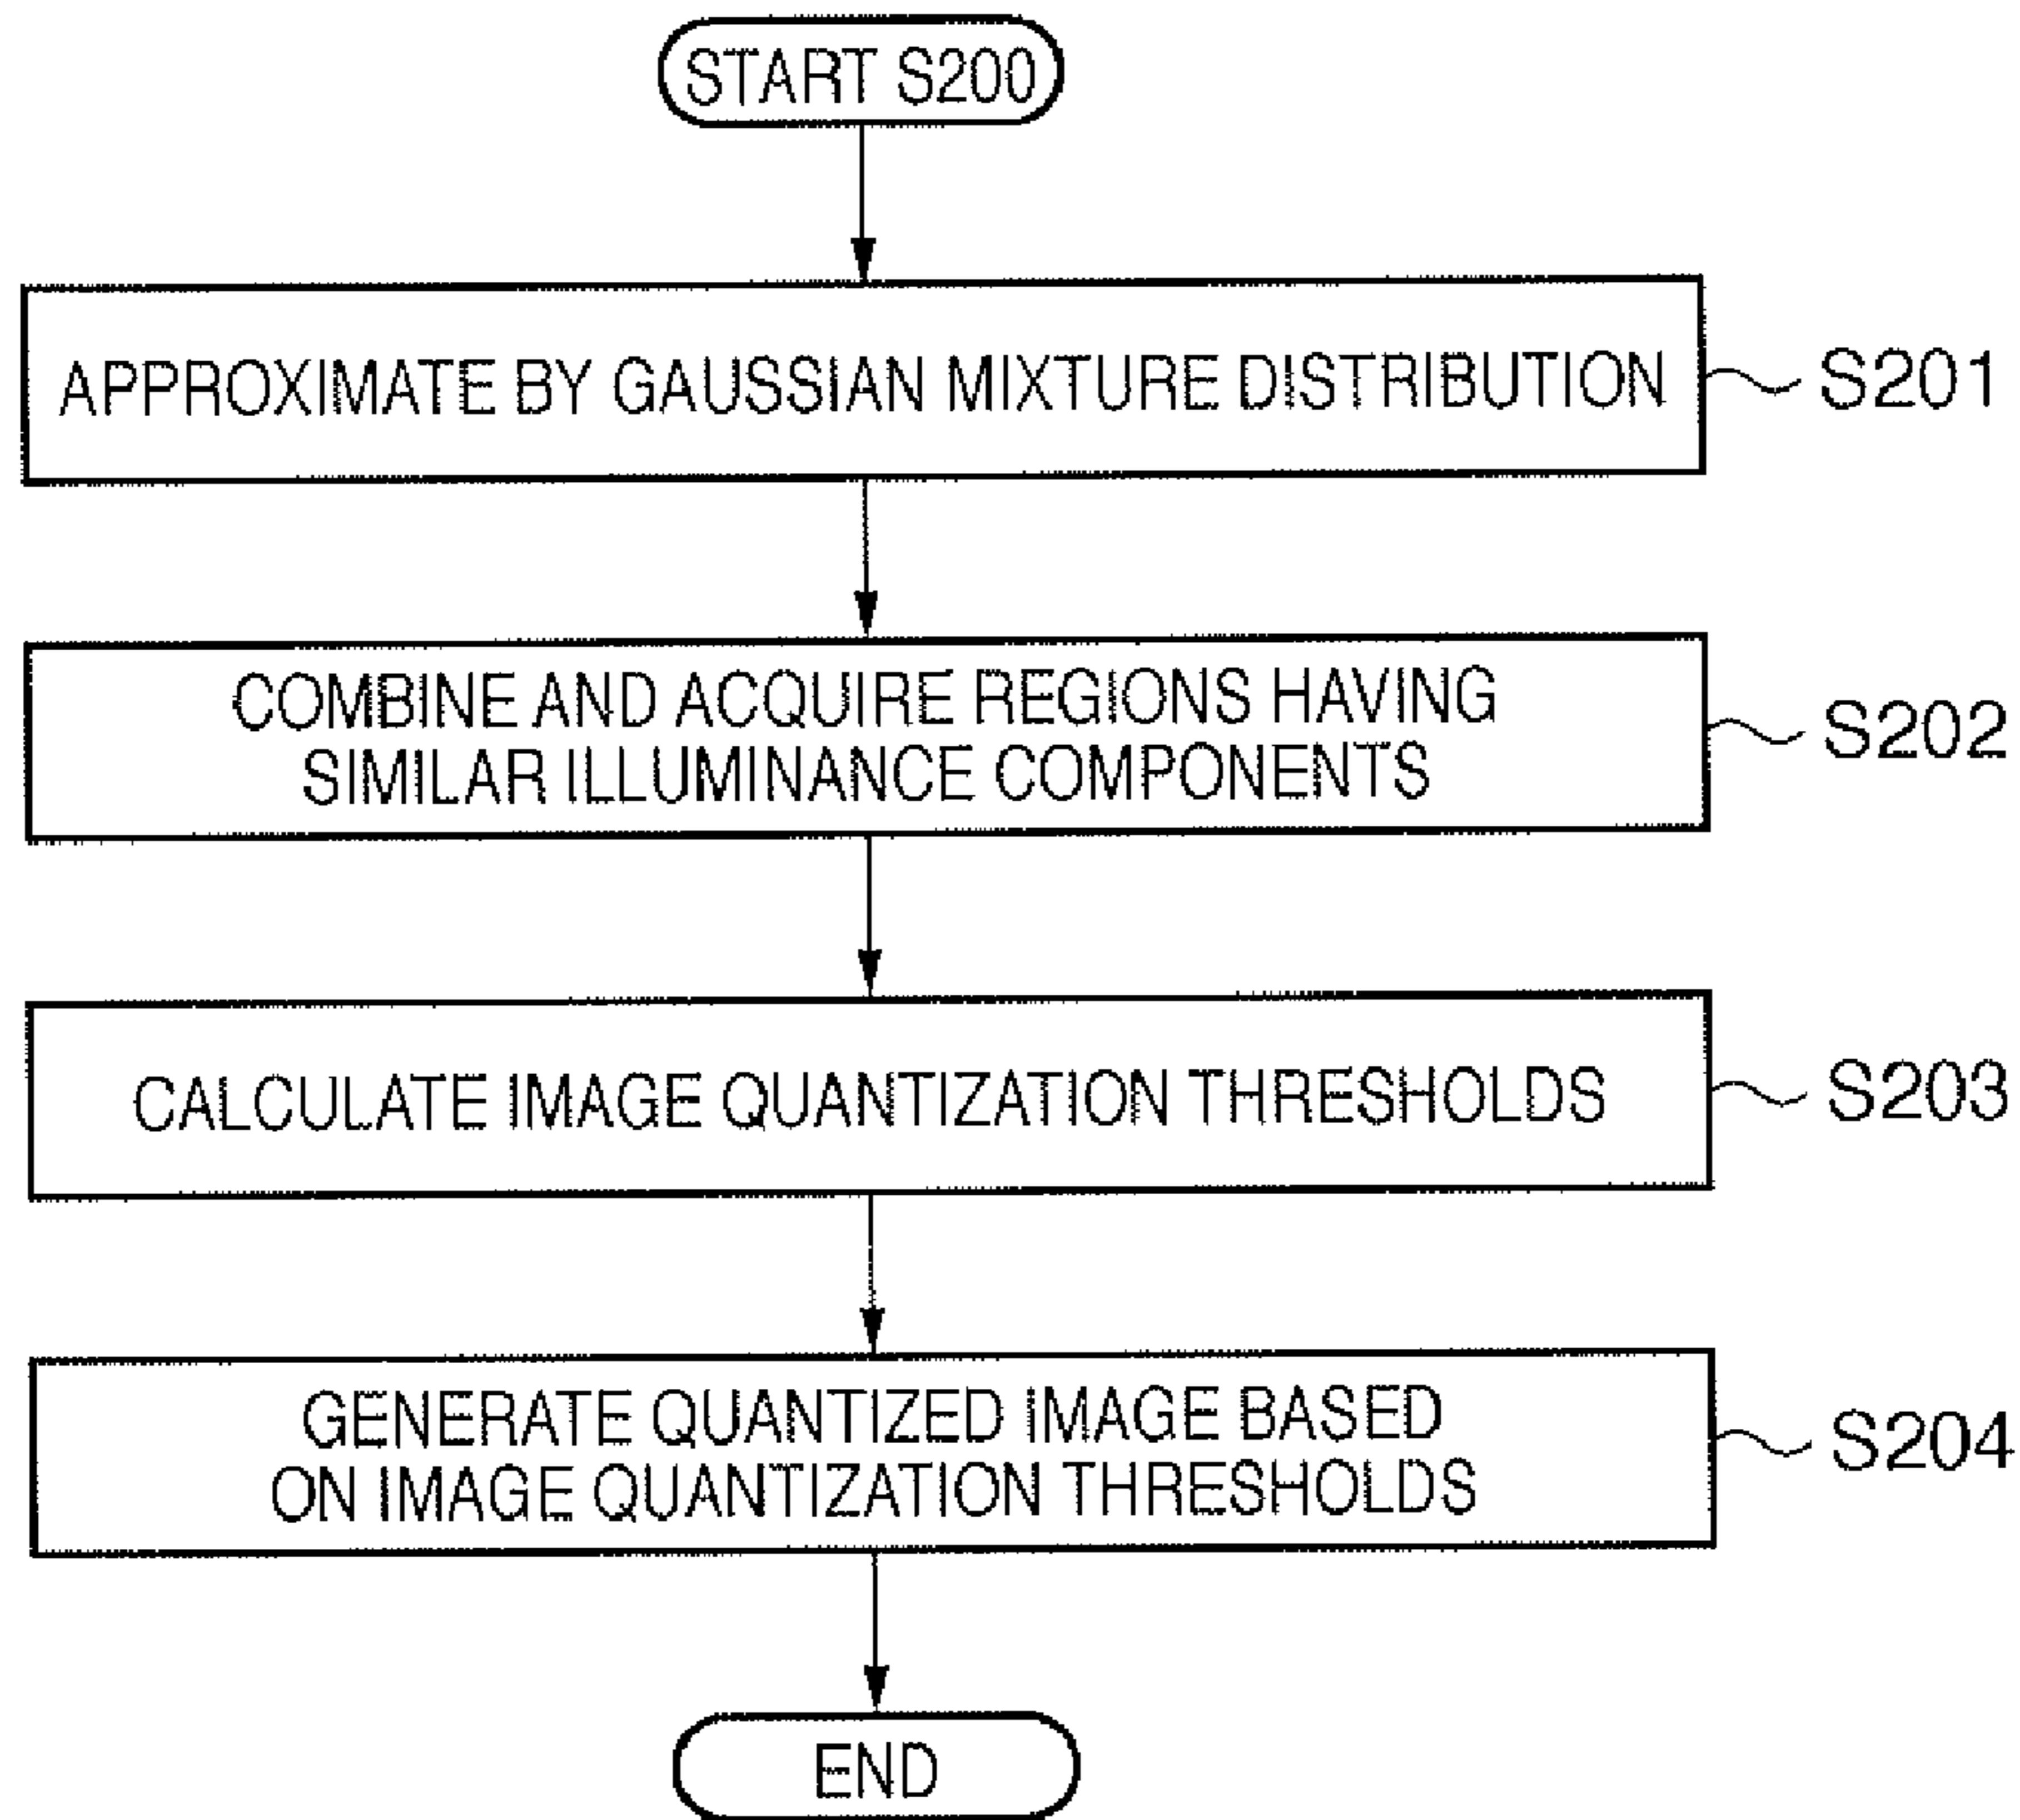 START S200
APPROXIMATE BY GAUSSIAN MIXTURE DISTRIBUTION
S201
COMBINE AND ACQUIRE REGIONS HAVING
SIMILAR ILLUMINANCE COMPONENTS
S202
CALCULATE IMAGE QUANTIZATION THRESHOLDS
S203
GENERATE QUANTIZED IMAGE BASED
ON IMAGE QUANTIZATION THRESHOLDS
S204
END